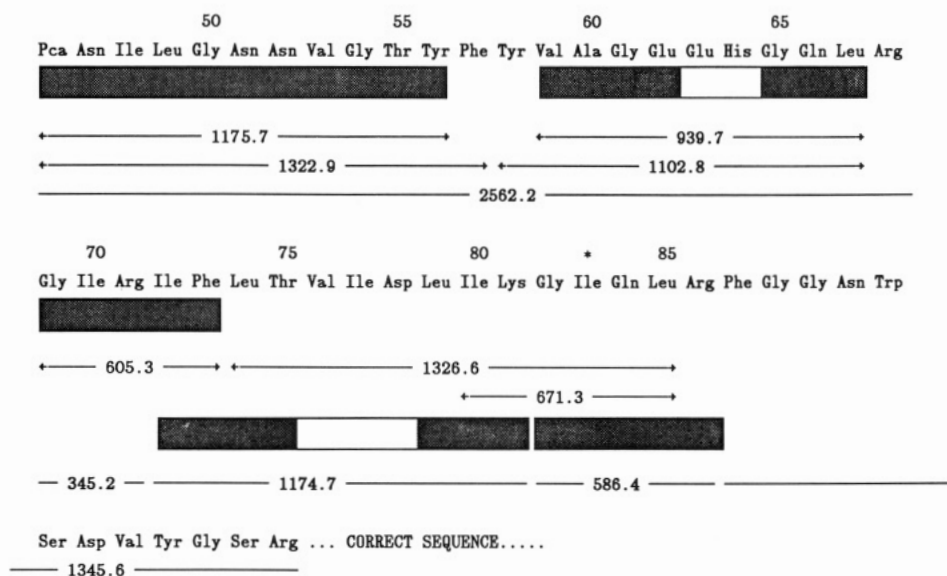 50 55 60 65
Pca Asn Ile Leu Gly Asn Asn Val Gly Thr Tyr Phe Tyr Val Ala Gly Glu Glu His Gly Gln Leu Arg
1175.7 939.7
1322.9 1102.8
2562.2
70 75 80 * 85
Gly Ile Arg Ile Phe Leu Thr Val Ile Asp Leu Ile Lys Gly Ile Gln Leu Arg Phe Gly Gly Asn Trp
605.3 1326.6
671.3
345.2 1174.7 586.4
Ser Asp Val Tyr Gly Ser Arg ... CORRECT SEQUENCE.....
1345.6